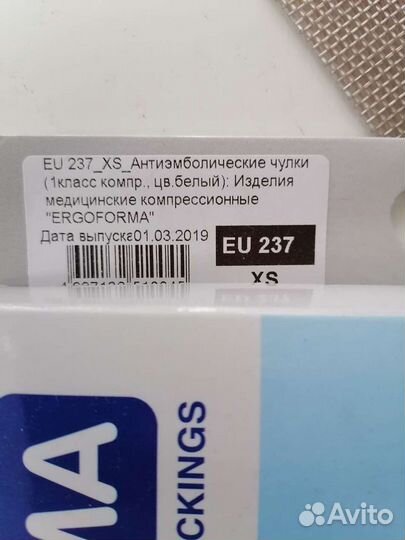 EU 237_XS_Антиэмболические чулки
(1класс компр., цв.белый): Изделия
медицинские компрессионные
"ERGOFORMA"
Дата выпуска01.03.2019
EU 237
XS
MA
CKINGS
Avito